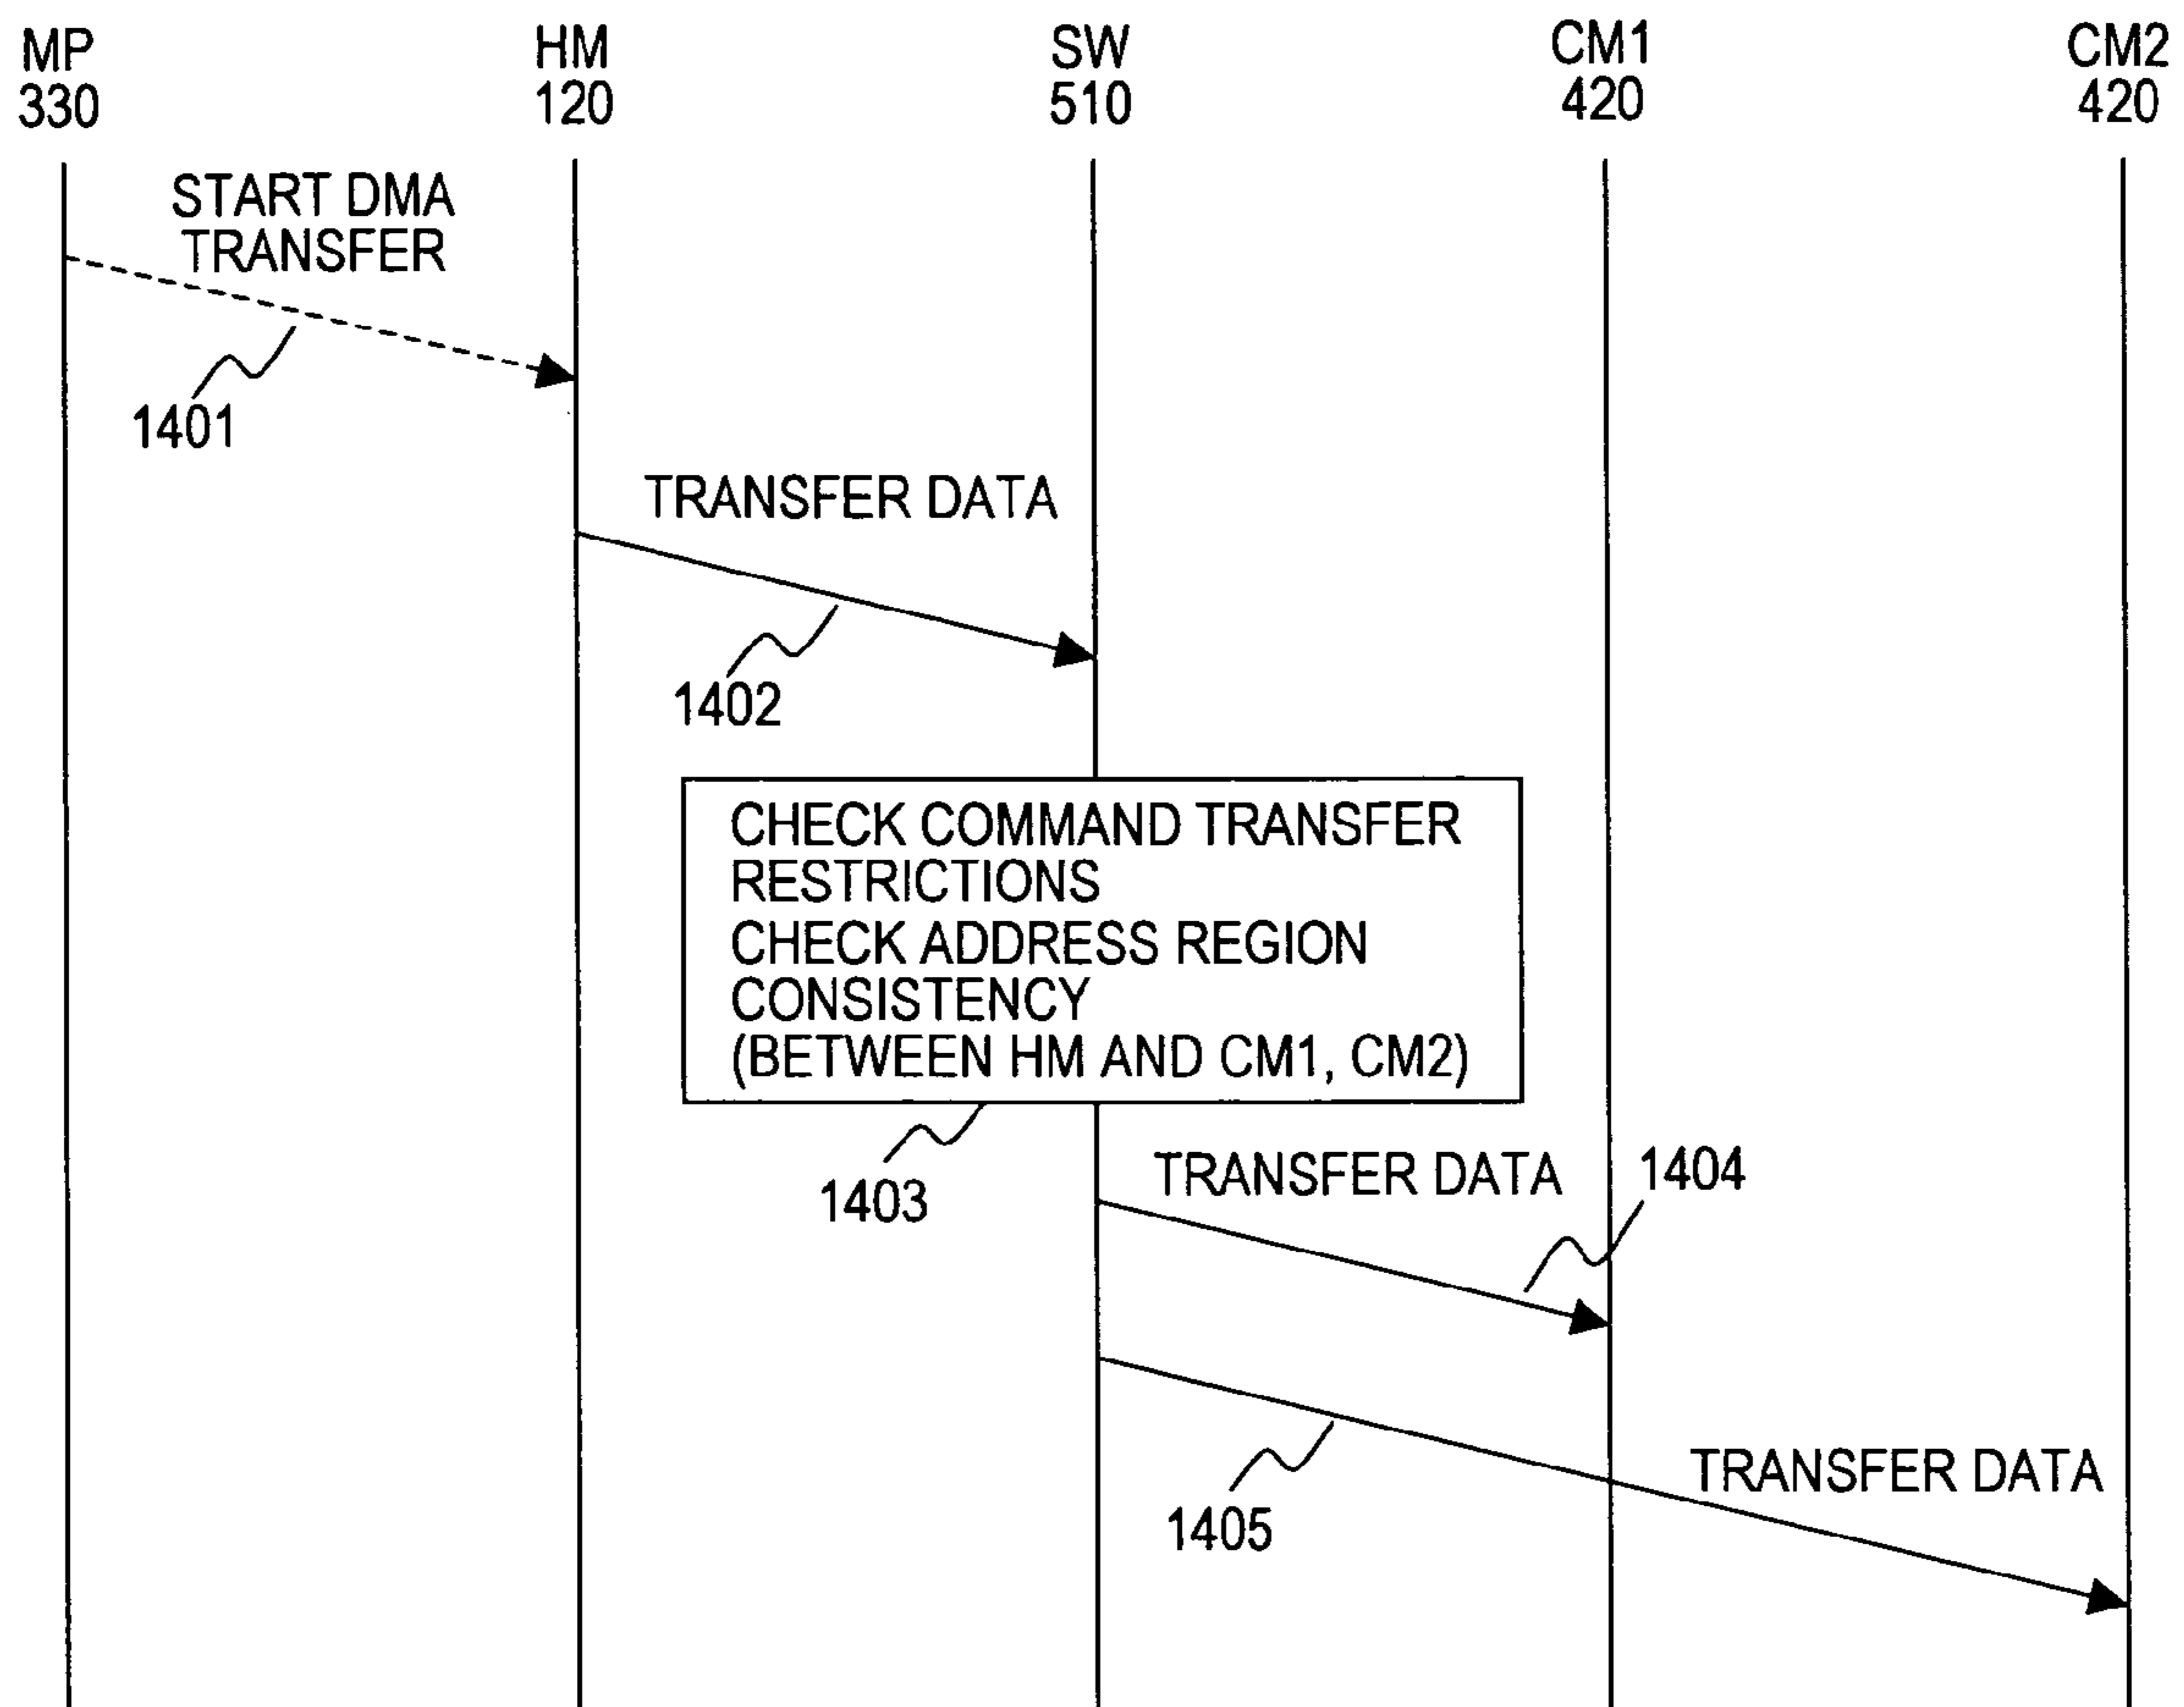 MP
330
HM
120
SW
510
CM1
420
CM2
420
START DMA
TRANSFER
1401
TRANSFER DATA
1402
CHECK COMMAND TRANSFER
RESTRICTIONS
CHECK ADDRESS REGION
CONSISTENCY
(BETWEEN HM AND CM1, CM2)
1403
TRANSFER DATA
1404
1405
TRANSFER DATA